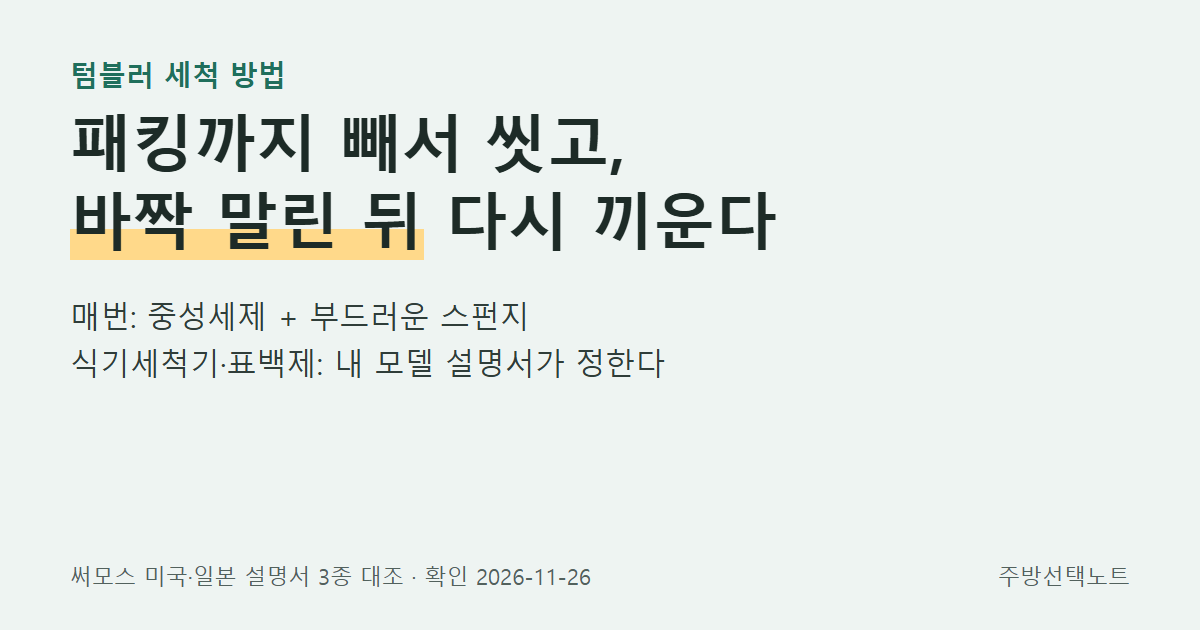 텀블러 세척 방법
패킹까지 빼서 씻고,
바짝 말린 뒤 다시 끼운다
매번: 중성세제 + 부드러운 스펀지
식기세척기·표백제: 내 모델 설명서가 정한다
써모스 미국·일본 설명서 3종 대조 · 확인 2026-11-26
주방선택노트